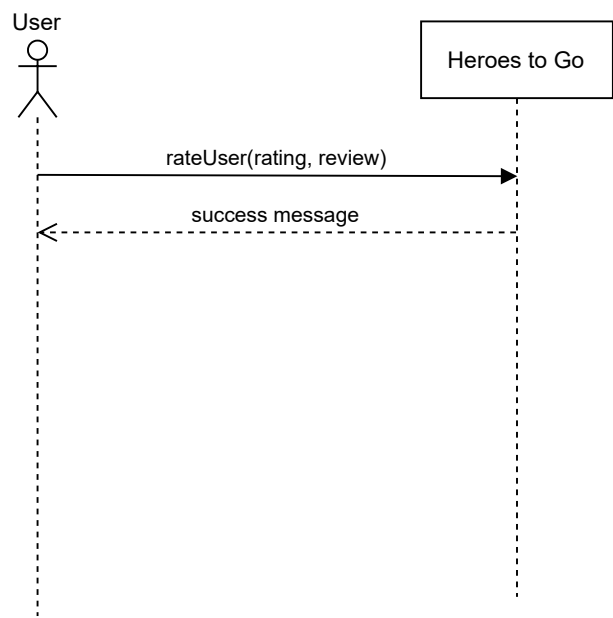 User
Heroes to Go
rateUser(rating, review)
success message